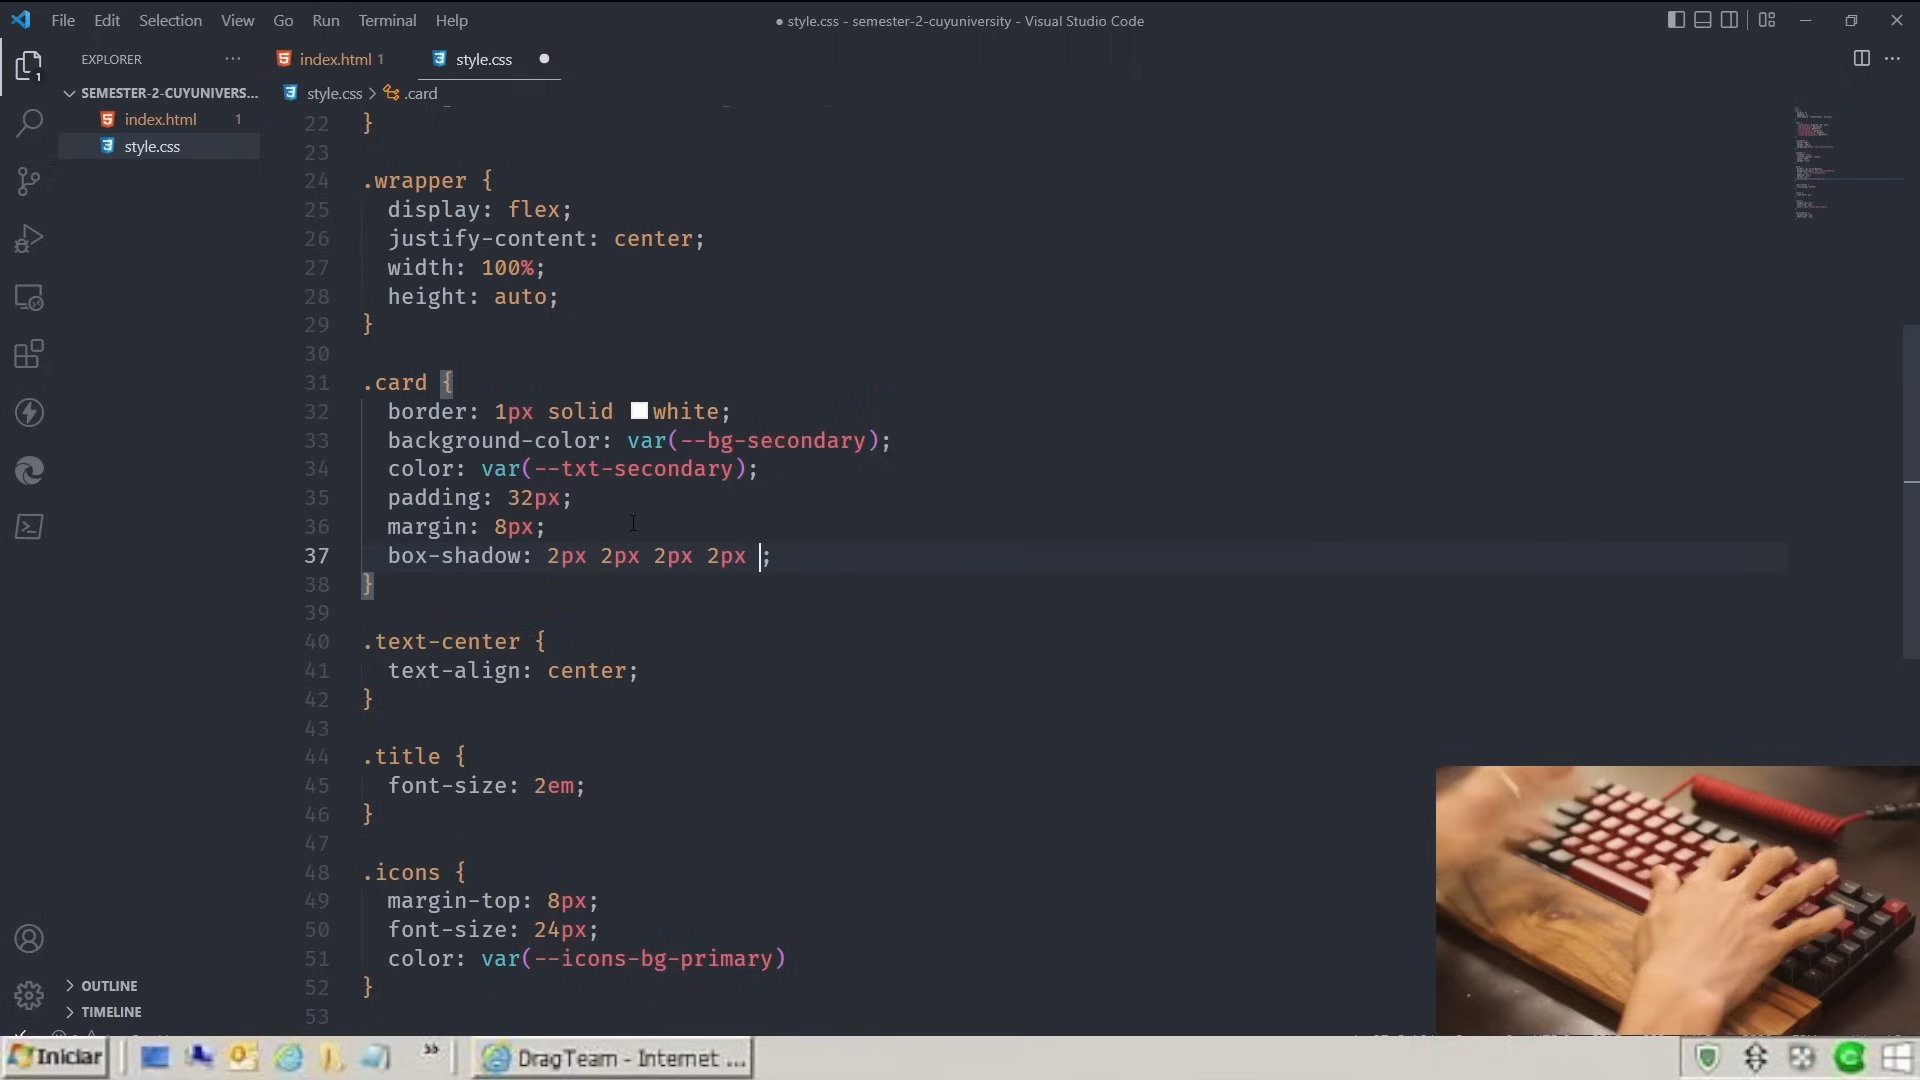 File Edit Selection View Go Run Terminal Help
● style.css - semester-2-cuyuniversity - Visual Studio Code
EXPLORER ···
index.html 1
style.css
SEMESTER-2-CUYUNIVERS...
style.css > .card
index.html 1
style.css
22 }
23
24 .wrapper {
25 display: flex;
26 justify-content: center;
27 width: 100%;
28 height: auto;
29 }
30
31 .card {
32 border: 1px solid white;
33 background-color: var(--bg-secondary);
34 color: var(--txt-secondary);
35 padding: 32px;
36 margin: 8px;
37 box-shadow: 2px 2px 2px 2px ;
38 }
39
40 .text-center {
41 text-align: center;
42 }
43
44 .title {
45 font-size: 2em;
46 }
47
48 .icons {
49 margin-top: 8px;
50 font-size: 24px;
51 color: var(--icons-bg-primary)
52 }
53
1
OUTLINE
TIMELINE
Iniciar
DragTeam - Internet ...